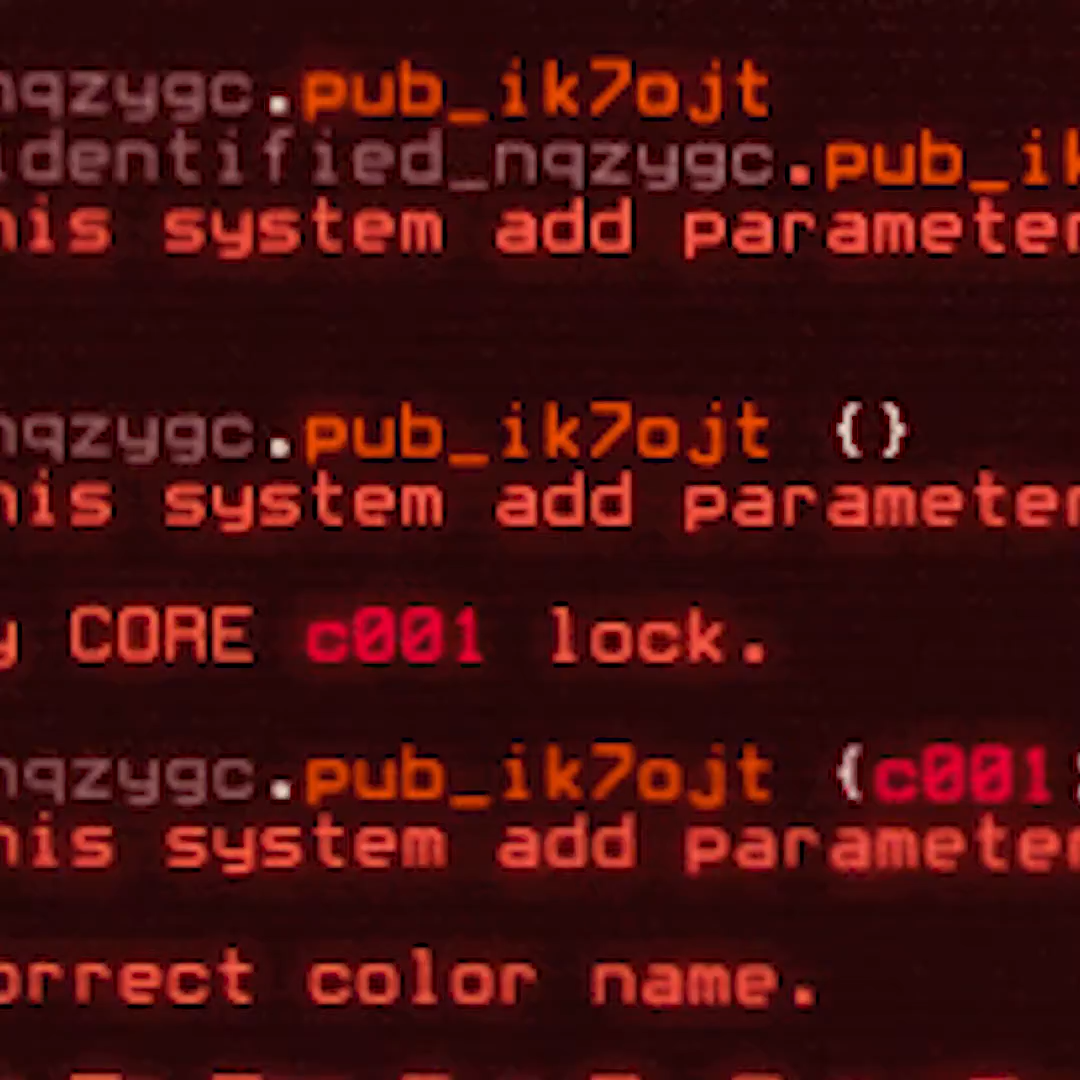 nqzygc.pub_ik7ojt
identified_nqzygc.pub_ik
his system add parameter
nqzygc.pub_ik7ojt {}
his system add parameter
y CORE c001 lock.
nqzygc.pub_ik7ojt {c001:
his system add parameter
orrect color name.